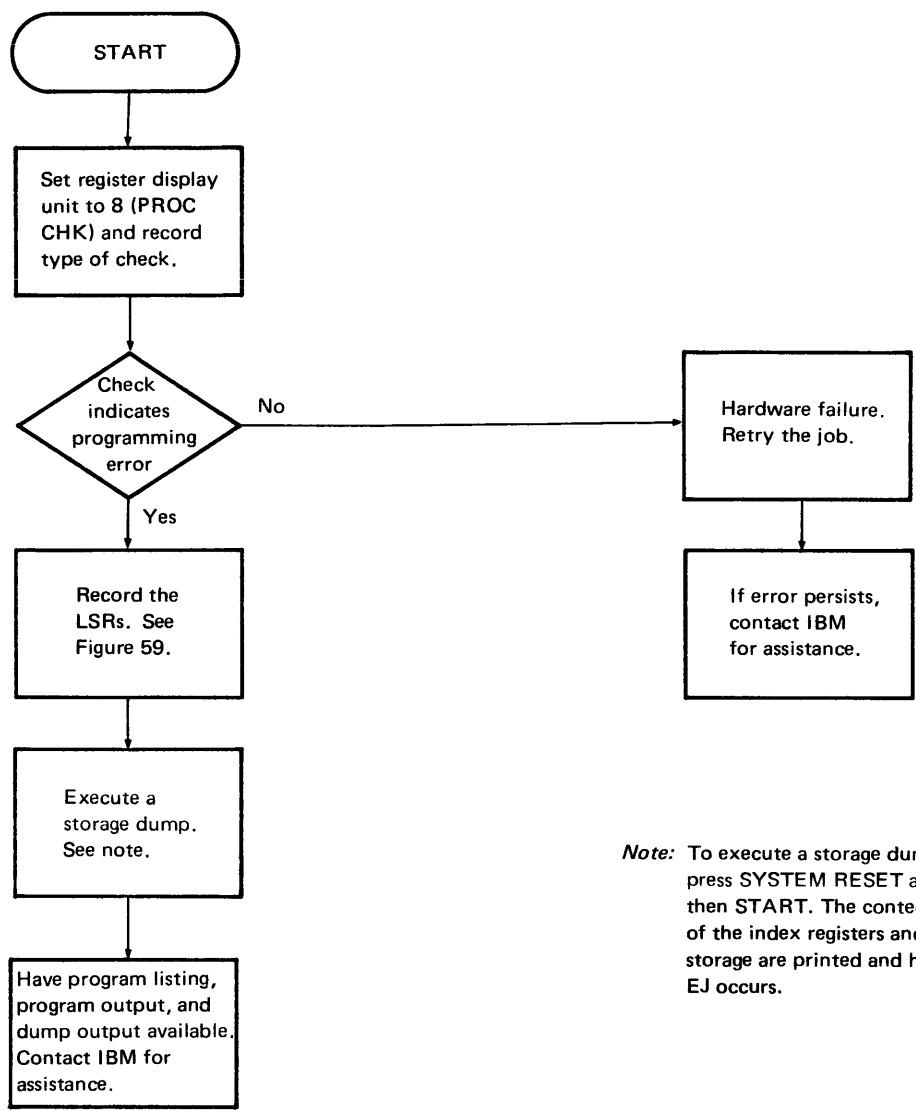 START
Set register display
unit to 8 (PROC
CHK) and record
type of check.
Check
indicates
programming
error
No
Hardware failure.
Retry the job.
Yes
Record the
LSRs. See
Figure 59.
If error persists,
contact IBM
for assistance.
Execute a
storage dump.
See note.
Note: To execute a storage
press SYSTEM RESET
then START. The
of the index registers
storage are printed and
EJ occurs.
Have program listing,
program output, and
dump output available.
Contact IBM for
assistance.